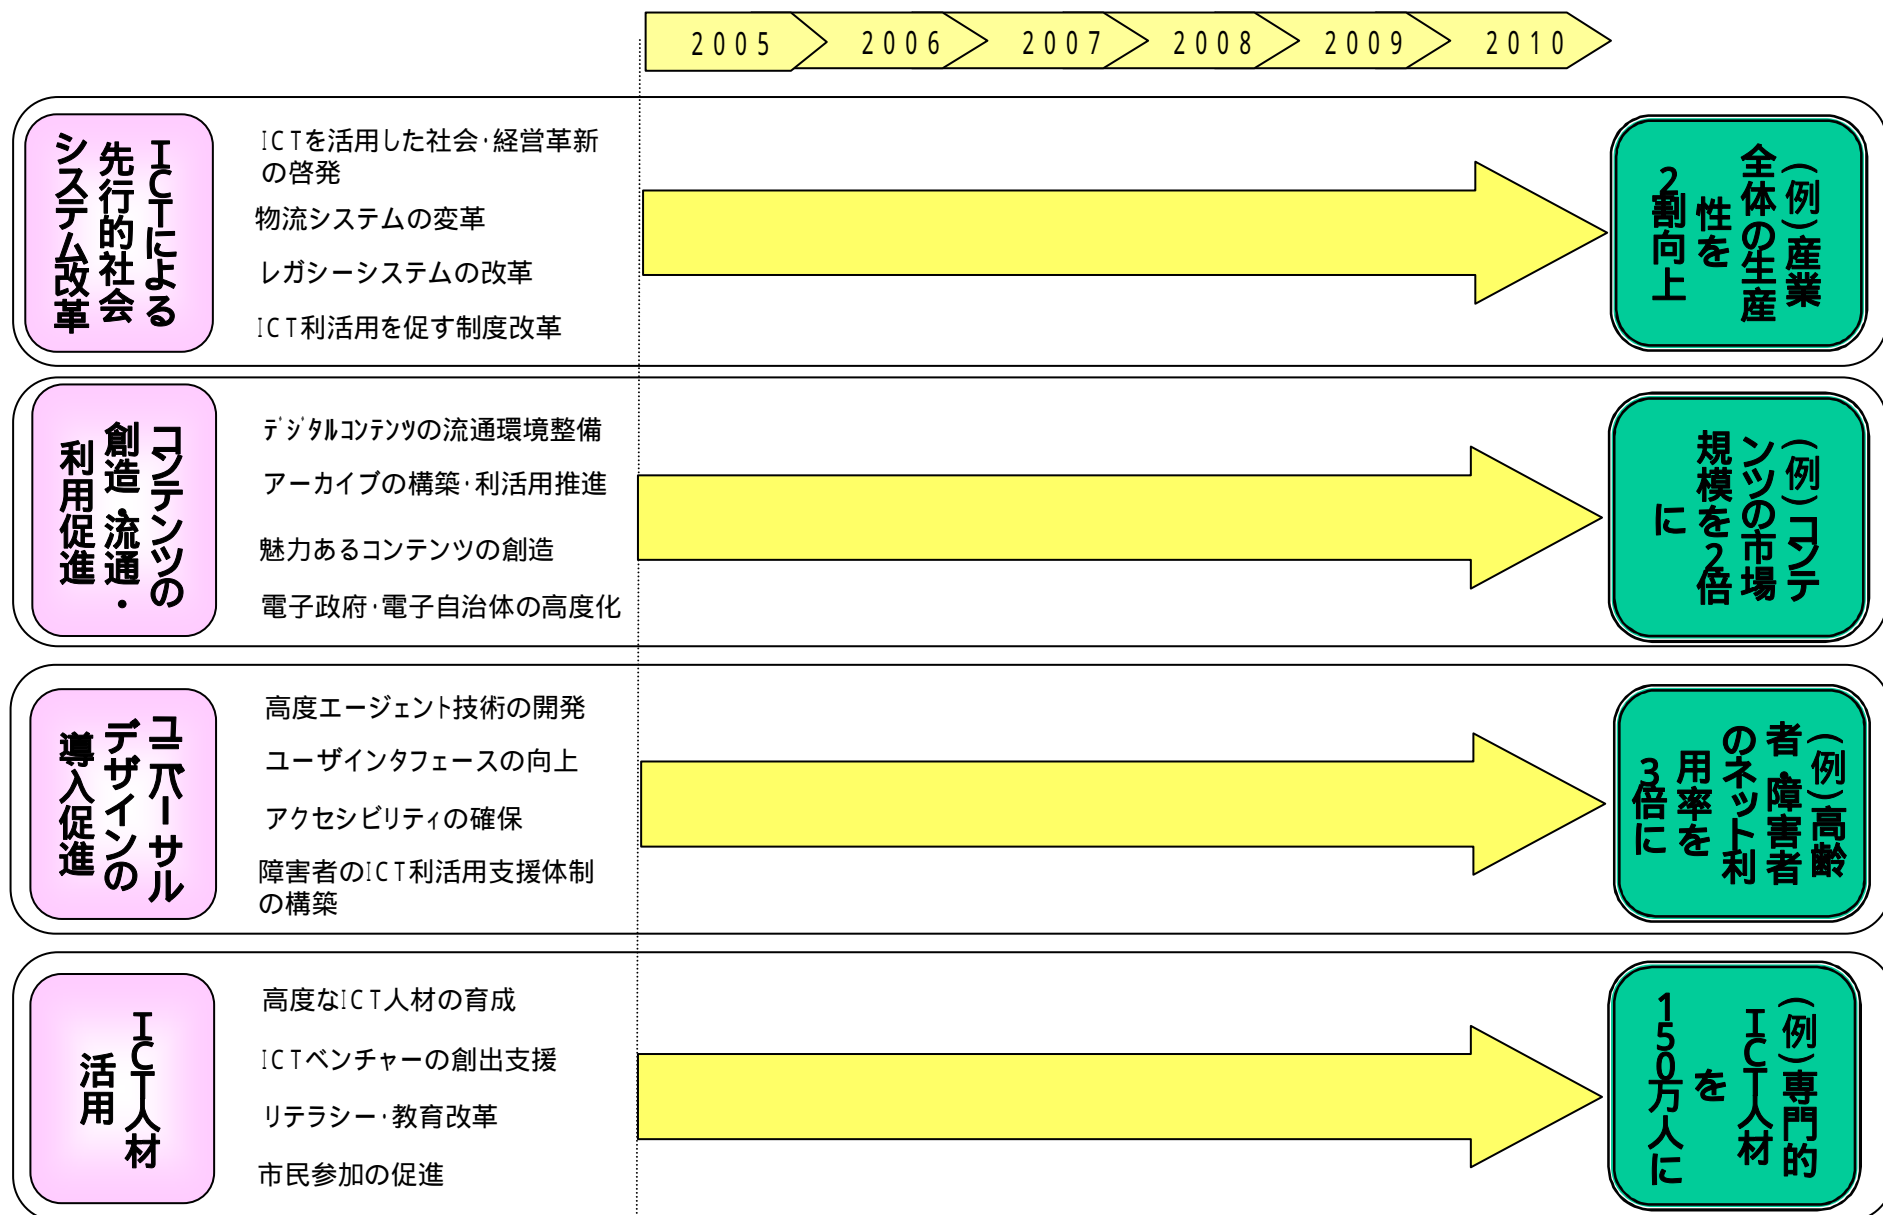 2005
2006
2007
2008
2009
2010
ICTによる
先行的社会
システム改革
ICTを活用した社会・経営革新
の啓発
物流システムの変革
レガシーシステムの改革
ICT利活用を促す制度改革
(例)産業
全体の生産
性を
2割向上
コンテンツの
創造・流通・
利用促進
デジタルコンテンツの流通環境整備
アーカイブの構築・利活用推進
魅力あるコンテンツの創造
電子政府・電子自治体の高度化
(例)コンテ
ンツの市場
規模を2倍
に
ユニバーサル
デザインの
導入促進
高度エージェント技術の開発
ユーザインタフェースの向上
アクセシビリティの確保
障害者のICT利活用支援体制
の構築
(例)高齢
者・障害者
のネット利
用率を
3倍に
ICT人材
活用
高度なICT人材の育成
ICTベンチャーの創出支援
リテラシー・教育改革
市民参加の促進
(例)専門的
ICT人材
を
150万人に